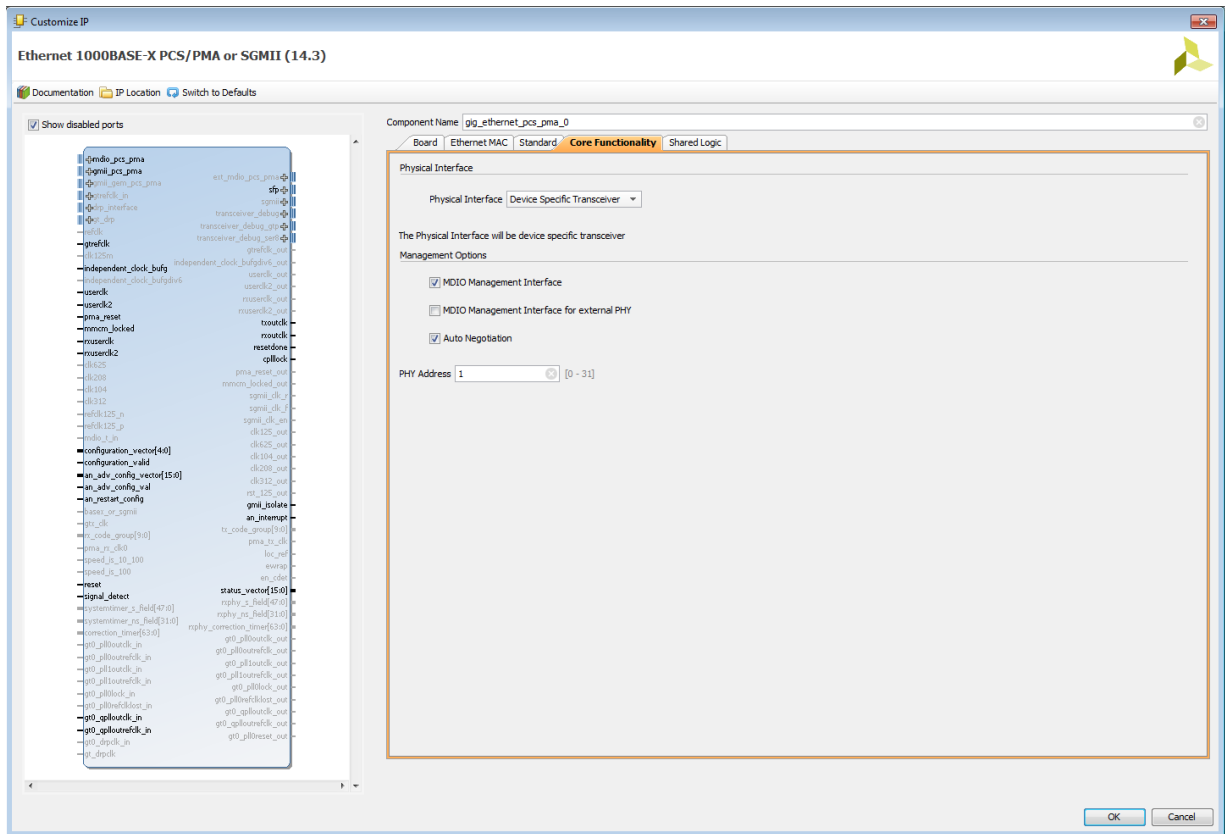 Customize IP
Ethernet 1000BASE-X PCS/PMA or SGMII (14.3)
Documentation IP Location Switch to Defaults
Show disabled ports
mdio_pcs_pma
gmii_pcs_pma
gmii_gem_pcs_pma
gtrefclk_in
drp_interface
gt_drp
refclk
gtrefclk
clk125m
independent_clock_bufg
independent_clock_bufgdiv6
userclk
userclk2
pma_reset
mmcm_locked
rxuserclk
rxuserclk2
clk625
clk208
clk104
clk312
refclk125_n
refclk125_p
mdio_t_in
configuration_vector[4:0]
configuration_valid
an_adv_config_vector[15:0]
an_adv_config_val
an_restart_config
basex_or_sgmii
gtx_clk
rx_code_group[9:0]
pma_rx_clk0
speed_is_10_100
speed_is_100
reset
signal_detect
systemtimer_s_field[47:0]
systemtimer_ns_field[31:0]
correction_timer[63:0]
gt0_pll0outclk_in
gt0_pll0outrefclk_in
gt0_pll1outclk_in
gt0_pll1outrefclk_in
gt0_pll0lock_in
gt0_pll0refclklost_in
gt0_qplloutclk_in
gt0_qplloutrefclk_in
gt0_drpclk_in
gt_drpclk
ext_mdio_pcs_pma
sfp
sgmii
transceiver_debug
transceiver_debug_gtp
transceiver_debug_ser0
gtrefclk_out
independent_clock_bufgdiv6_out
userclk_out
userclk2_out
rxuserclk_out
rxuserclk2_out
txoutclk
rxoutclk
resetdone
cplllock
pma_reset_out
mmcm_locked_out
sgmii_clk_r
sgmii_clk_f
sgmii_clk_en
clk125_out
clk625_out
clk104_out
clk208_out
clk312_out
rst_125_out
gmii_isolate
an_interrupt
tx_code_group[9:0]
pma_tx_clk
loc_ref
ewrap
en_cdet
status_vector[15:0]
rxphy_s_field[47:0]
rxphy_ns_field[31:0]
rxphy_correction_timer[63:0]
gt0_pll0outclk_out
gt0_pll0outrefclk_out
gt0_pll1outclk_out
gt0_pll1outrefclk_out
gt0_pll0lock_out
gt0_pll0refclklost_out
gt0_qplloutclk_out
gt0_qplloutrefclk_out
gt0_pll0reset_out
Component Name gig_ethernet_pcs_pma_0
Board Ethernet MAC Standard Core Functionality Shared Logic
Physical Interface
Physical Interface Device Specific Transceiver
The Physical Interface will be device specific transceiver
Management Options
MDIO Management Interface
MDIO Management Interface for external PHY
Auto Negotiation
PHY Address 1 [0 - 31]
OK Cancel